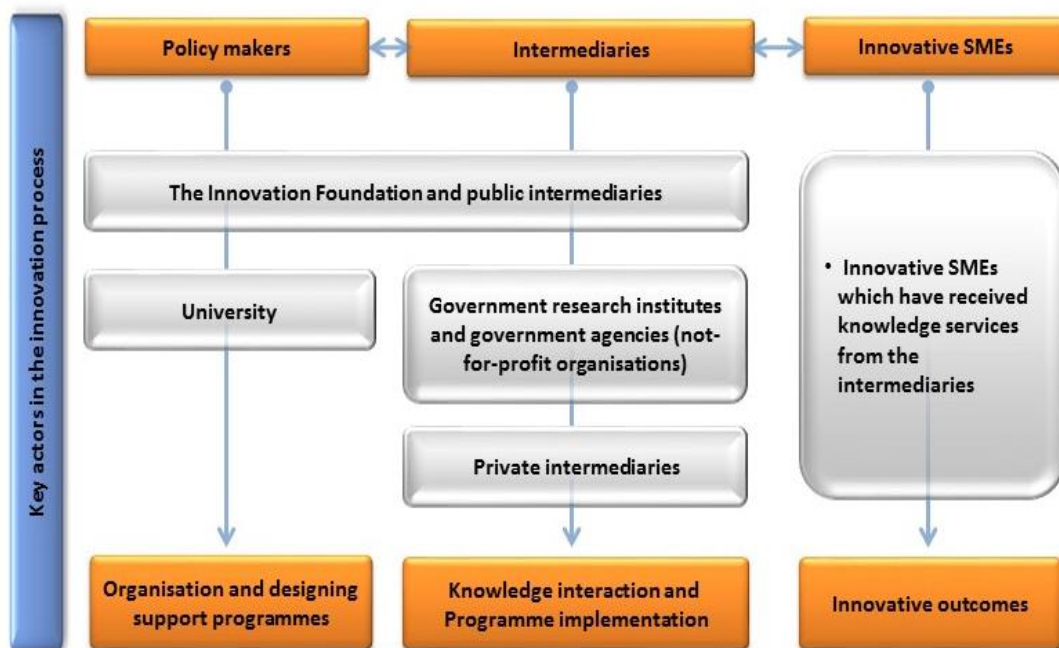 Key actors in the innovation process
Policy makers
Intermediaries
Innovative SMEs
The Innovation Foundation and public intermediaries
University
Government research institutes
and government agencies (not-
for-profit organisations)
• Innovative SMEs
which have received
knowledge services
from the
intermediaries
Private intermediaries
Organisation and designing
support programmes
Knowledge interaction and
Programme implementation
Innovative outcomes